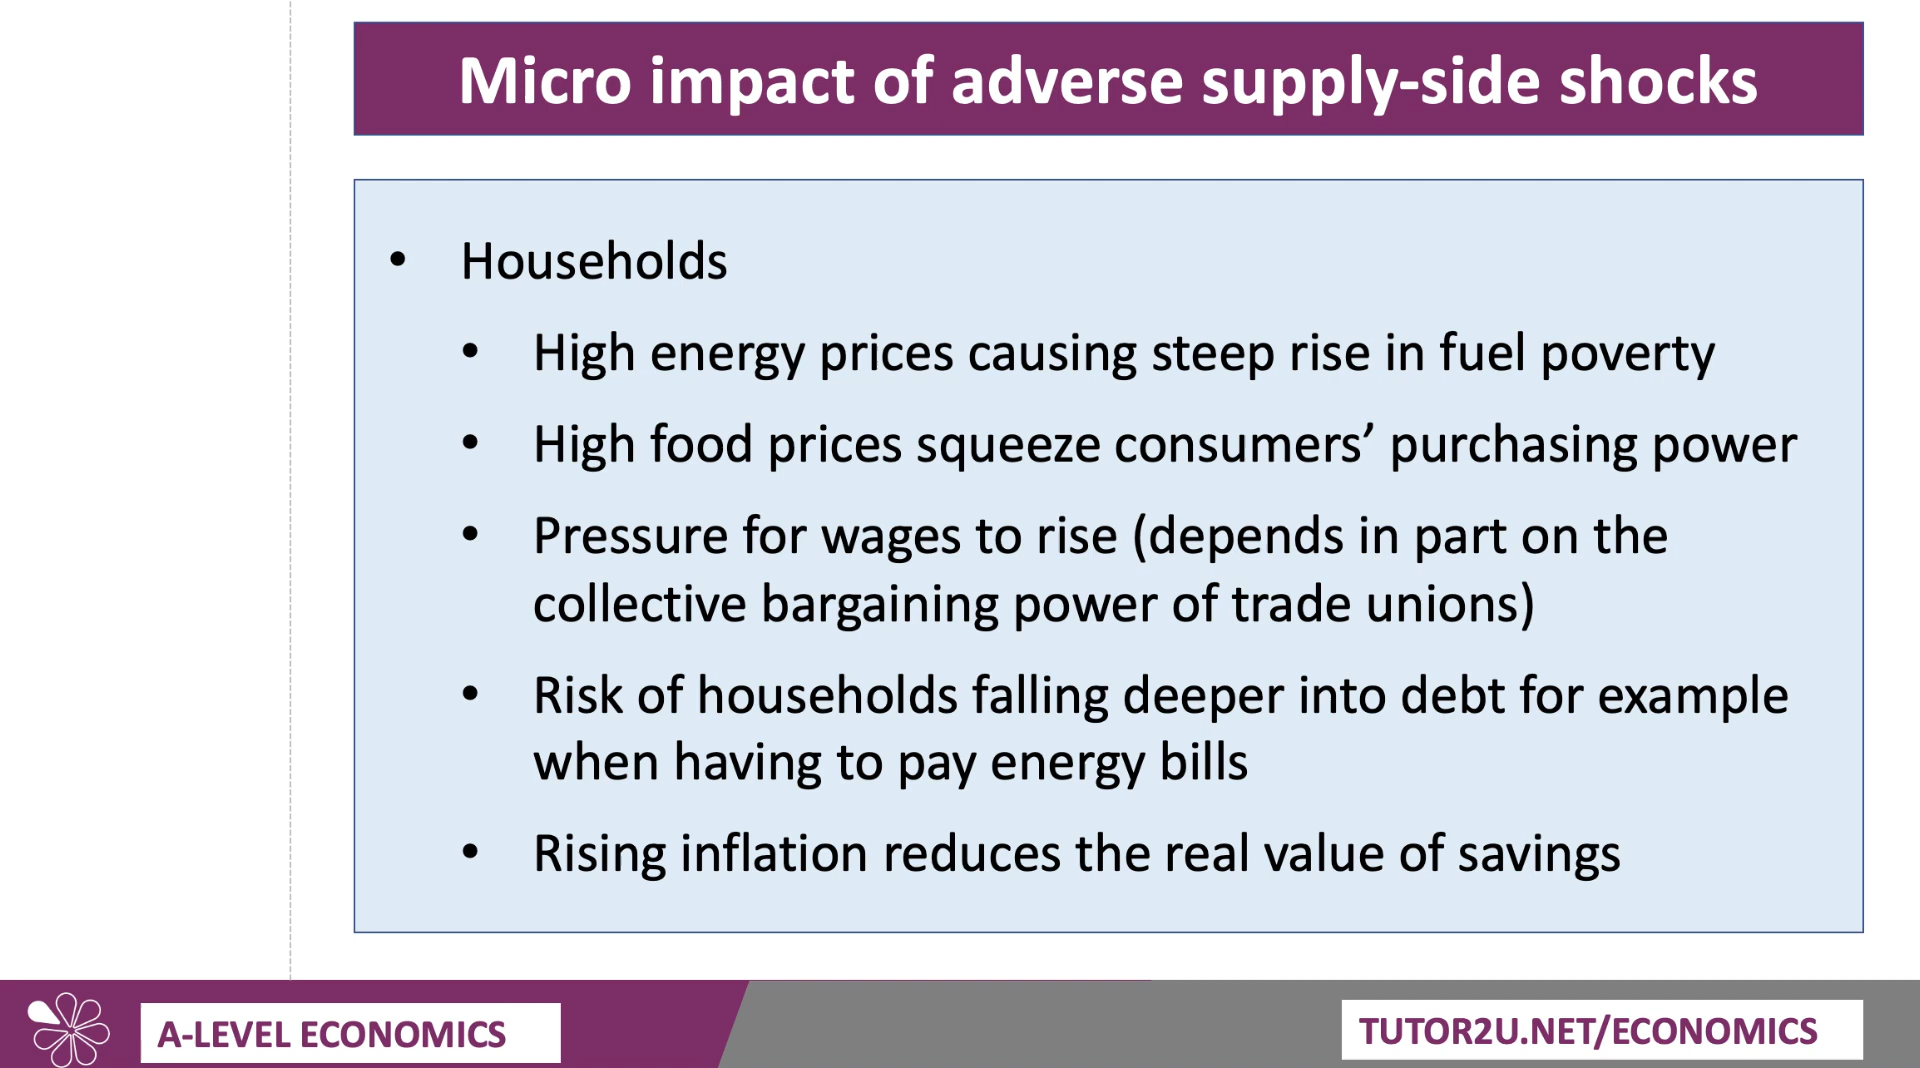 Micro impact of adverse supply-side shocks
• Households
• High energy prices causing steep rise in fuel poverty
• High food prices squeeze consumers’ purchasing power
• Pressure for wages to rise (depends in part on the
collective bargaining power of trade unions)
• Risk of households falling deeper into debt for example
when having to pay energy bills
• Rising inflation reduces the real value of savings
A-LEVEL ECONOMICS
TUTOR2U.NET/ECONOMICS